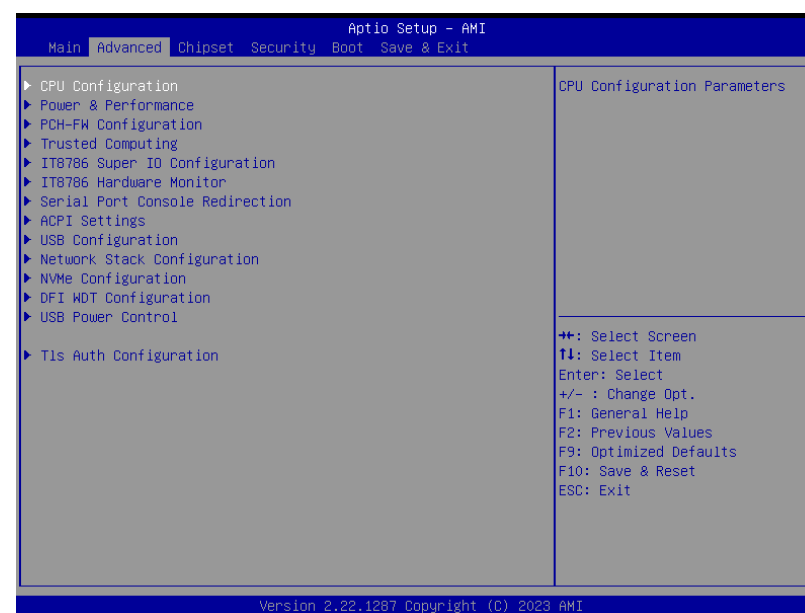 Aptio Setup – AMI
Main Advanced Chipset Security Boot Save & Exit
CPU Configuration
Power & Performance
PCH-FW Configuration
Trusted Computing
IT8786 Super IO Configuration
IT8786 Hardware Monitor
Serial Port Console Redirection
ACPI Settings
USB Configuration
Network Stack Configuration
NVMe Configuration
DFI WDT Configuration
USB Power Control
Tls Auth Configuration
CPU Configuration Parameters
→←: Select Screen
↑↓: Select Item
Enter: Select
+/- : Change Opt.
F1: General Help
F2: Previous Values
F9: Optimized Defaults
F10: Save & Reset
ESC: Exit
Version 2.22.1287 Copyright (C) 2023 AMI